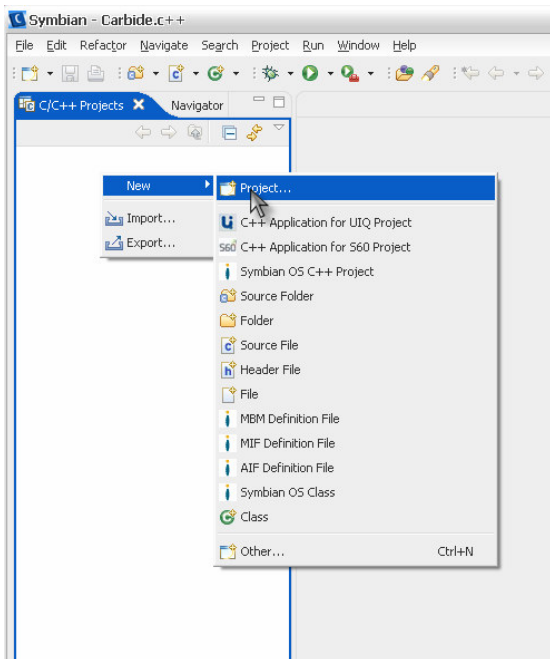 Symbian - Carbide.c++
File Edit Refactor Navigate Search Project Run Window Help
C/C++ Projects Navigator
New
Import...
Export...
Project...
C++ Application for UIQ Project
S60 C++ Application for S60 Project
Symbian OS C++ Project
Source Folder
Folder
Source File
Header File
File
MBM Definition File
MIF Definition File
AIF Definition File
Symbian OS Class
Class
Other... Ctrl+N